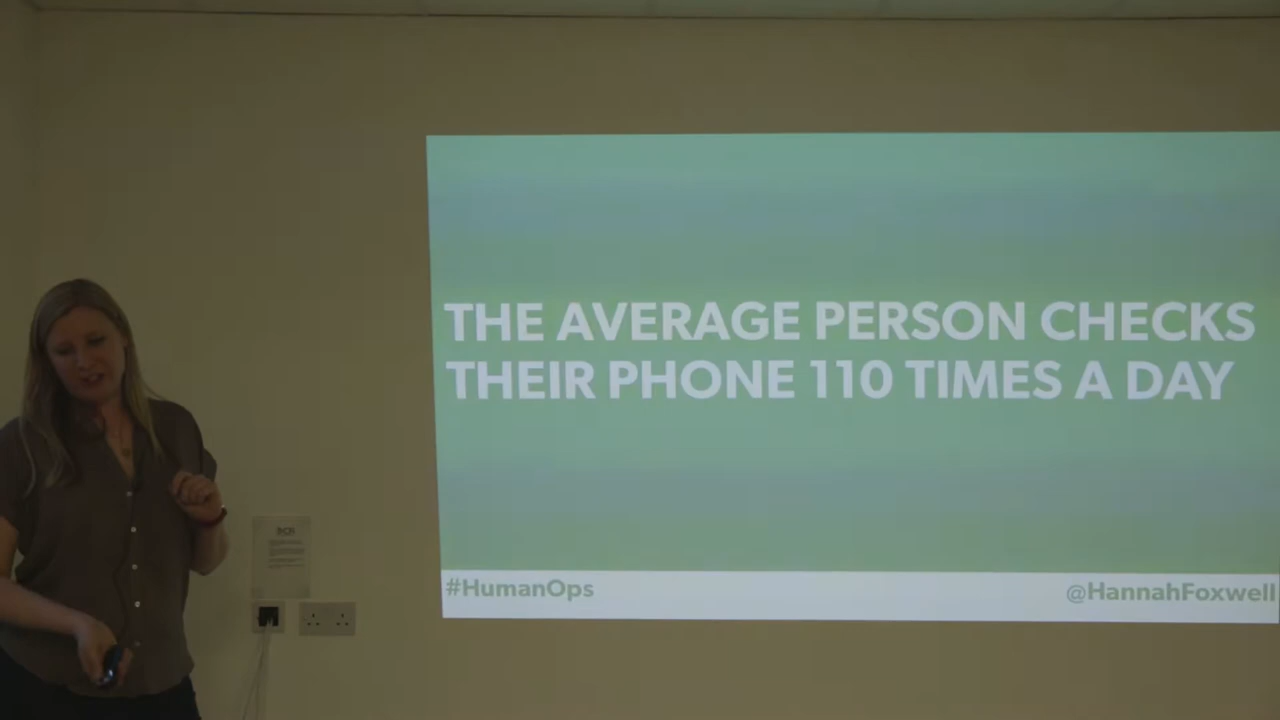 THE AVERAGE PERSON CHECKS
THEIR PHONE 110 TIMES A DAY
#HumanOps
@HannahFoxwell